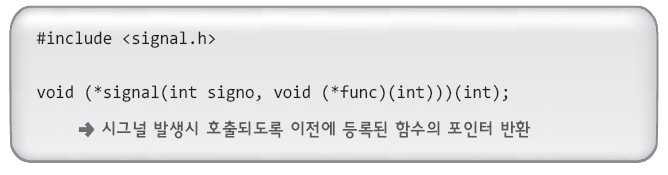 #include <signal.h>
void (*signal(int signo, void (*func)(int)))(int);
➔ 시그널 발생시 호출되도록 이전에 등록된 함수의 포인터 반환